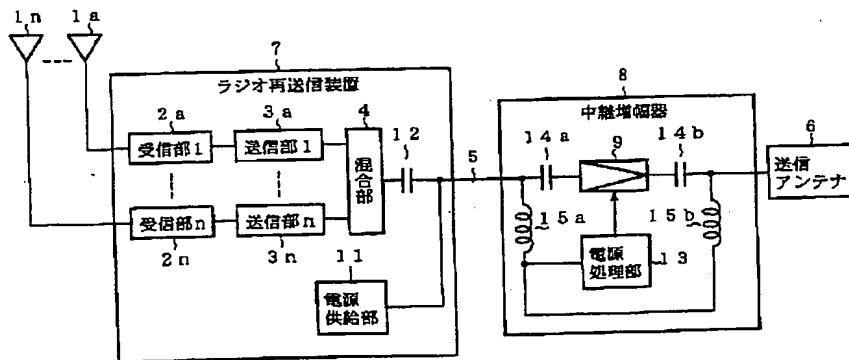 1n
1a
7
ラジオ再送信装置
2a
3a
4
12
受信部1
送信部1
混合部
受信部n
送信部n
2n
3n
11
電源
供給部
5
8
中継増幅器
14a
9
14b
15a
15b
電源
処理部
13
6
送信
アンテナ